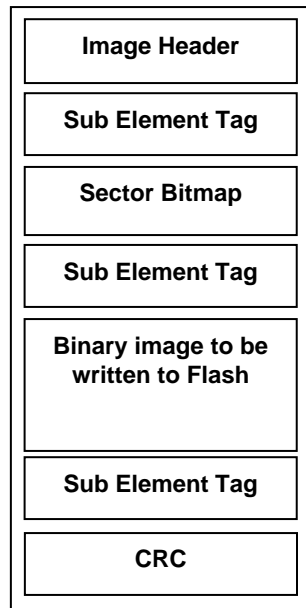 Image Header
Sub Element Tag
Sector Bitmap
Sub Element Tag
Binary image to be
written to Flash
Sub Element Tag
CRC